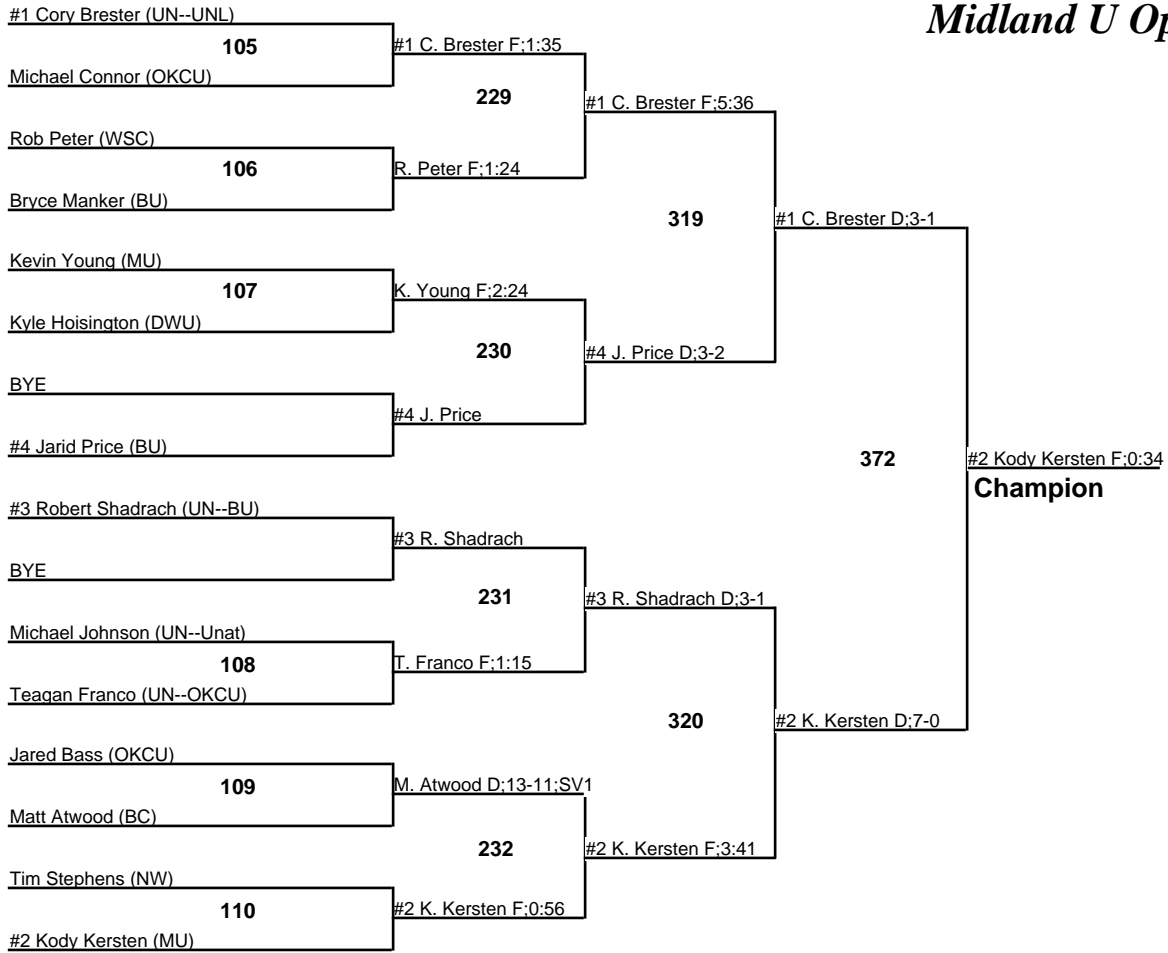 Midland U Op
#1 Cory Brester (UN--UNL)
105
Michael Connor (OKCU)
Rob Peter (WSC)
106
Bryce Manker (BU)
Kevin Young (MU)
107
Kyle Hoisington (DWU)
BYE
#4 Jarid Price (BU)
#3 Robert Shadrach (UN--BU)
BYE
Michael Johnson (UN--Unat)
108
Teagan Franco (UN--OKCU)
Jared Bass (OKCU)
109
Matt Atwood (BC)
Tim Stephens (NW)
110
#2 Kody Kersten (MU)
#1 C. Brester F;1:35
229
R. Peter F;1:24
K. Young F;2:24
230
#4 J. Price
#3 R. Shadrach
231
T. Franco F;1:15
M. Atwood D;13-11;SV1
232
#2 K. Kersten F;0:56
#1 C. Brester F;5:36
319
#4 J. Price D;3-2
#3 R. Shadrach D;3-1
320
#2 K. Kersten F;3:41
#1 C. Brester D;3-1
372
#2 K. Kersten D;7-0
#2 Kody Kersten F;0:34
Champion